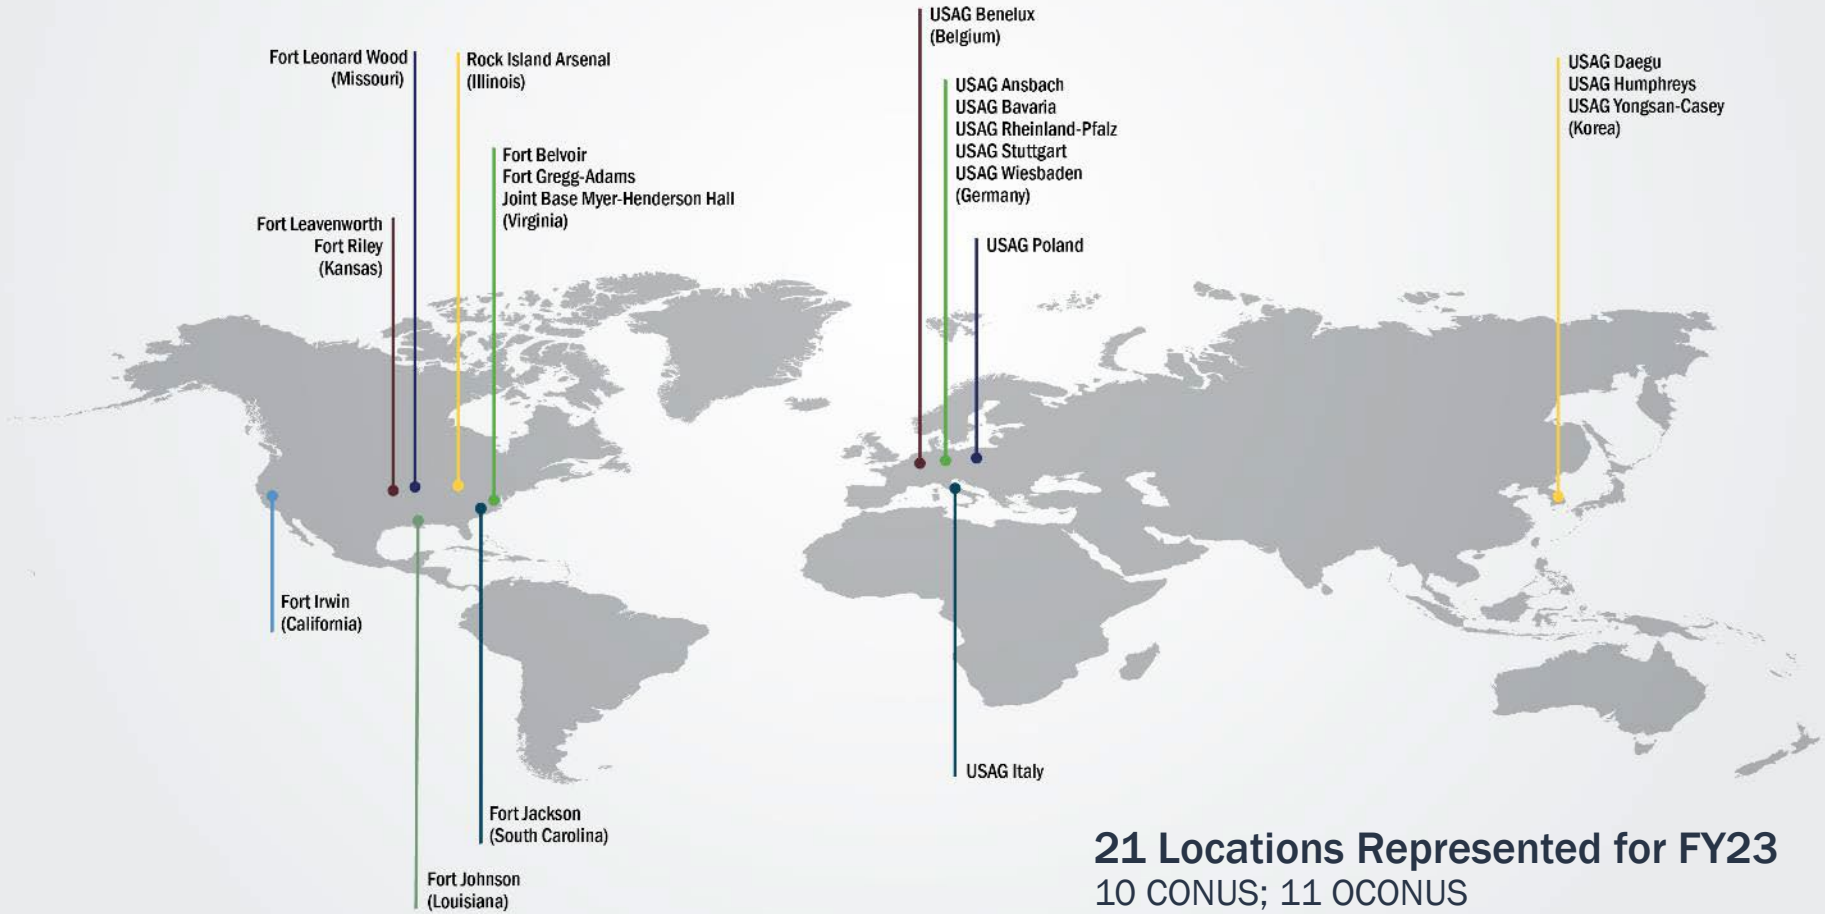 USAG Benelux
(Belgium)
Fort Leonard Wood
(Missouri)
Rock Island Arsenal
(Illinois)
USAG Ansbach
USAG Bavaria
USAG Rheinland-Pfalz
USAG Stuttgart
USAG Wiesbaden
(Germany)
USAG Daegu
USAG Humphreys
USAG Yongsan-Casey
(Korea)
Fort Belvoir
Fort Gregg-Adams
Joint Base Myer-Henderson Hall
(Virginia)
Fort Leavenworth
Fort Riley
(Kansas)
USAG Poland
Fort Irwin
(California)
USAG Italy
Fort Jackson
(South Carolina)
Fort Johnson
(Louisiana)
21 Locations Represented for FY23
10 CONUS; 11 OCONUS